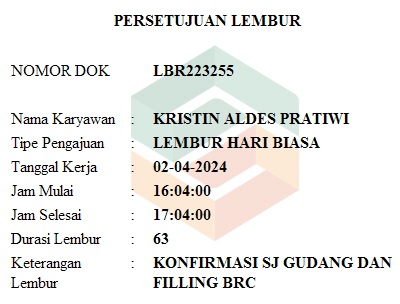 PERSETUJUAN LEMBUR
NOMOR DOK LBR223255
Nama Karyawan : KRISTIN ALDES PRATIWI
Tipe Pengajuan : LEMBUR HARI BIASA
Tanggal Kerja : 02-04-2024
Jam Mulai : 16:04:00
Jam Selesai : 17:04:00
Durasi Lembur : 63
Keterangan : KONFIRMASI SJ GUDANG DAN
Lembur FILLING BRC